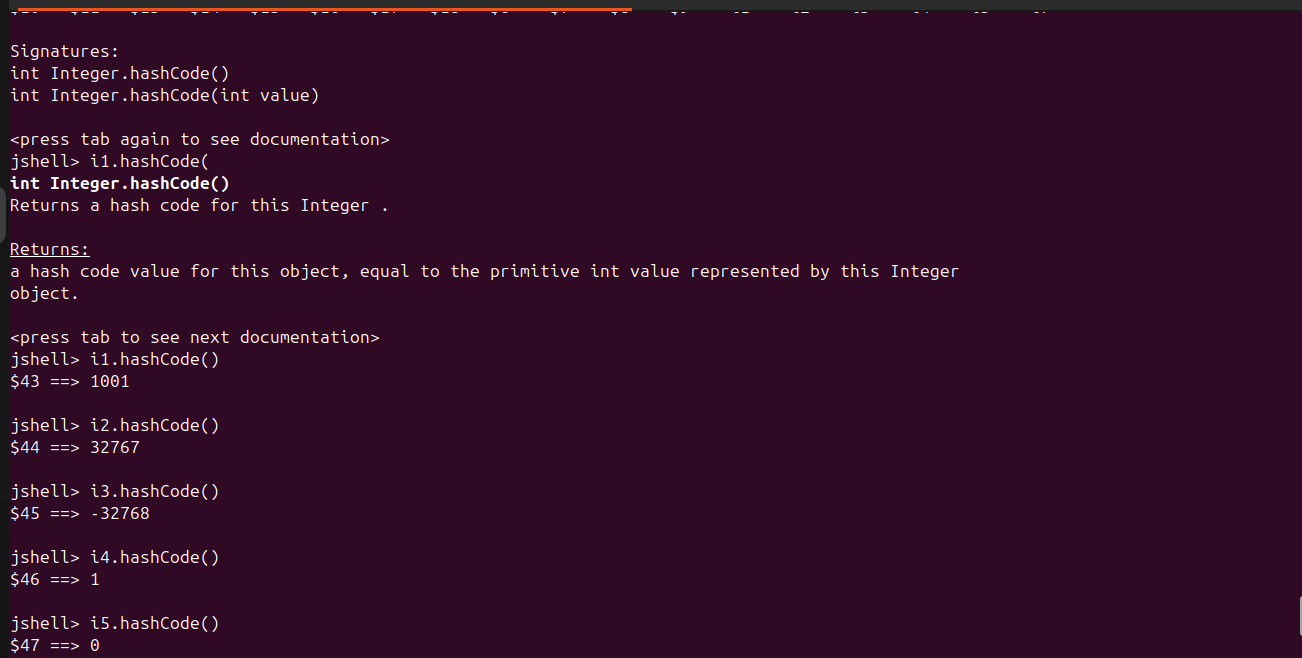 Signatures:
int Integer.hashCode()
int Integer.hashCode(int value)
<press tab again to see documentation>
jshell> i1.hashCode(
int Integer.hashCode()
Returns a hash code for this Integer .
Returns:
a hash code value for this object, equal to the primitive int value represented by this Integer
object.
<press tab to see next documentation>
jshell> i1.hashCode()
$43 ==> 1001
jshell> i2.hashCode()
$44 ==> 32767
jshell> i3.hashCode()
$45 ==> -32768
jshell> i4.hashCode()
$46 ==> 1
jshell> i5.hashCode()
$47 ==> 0